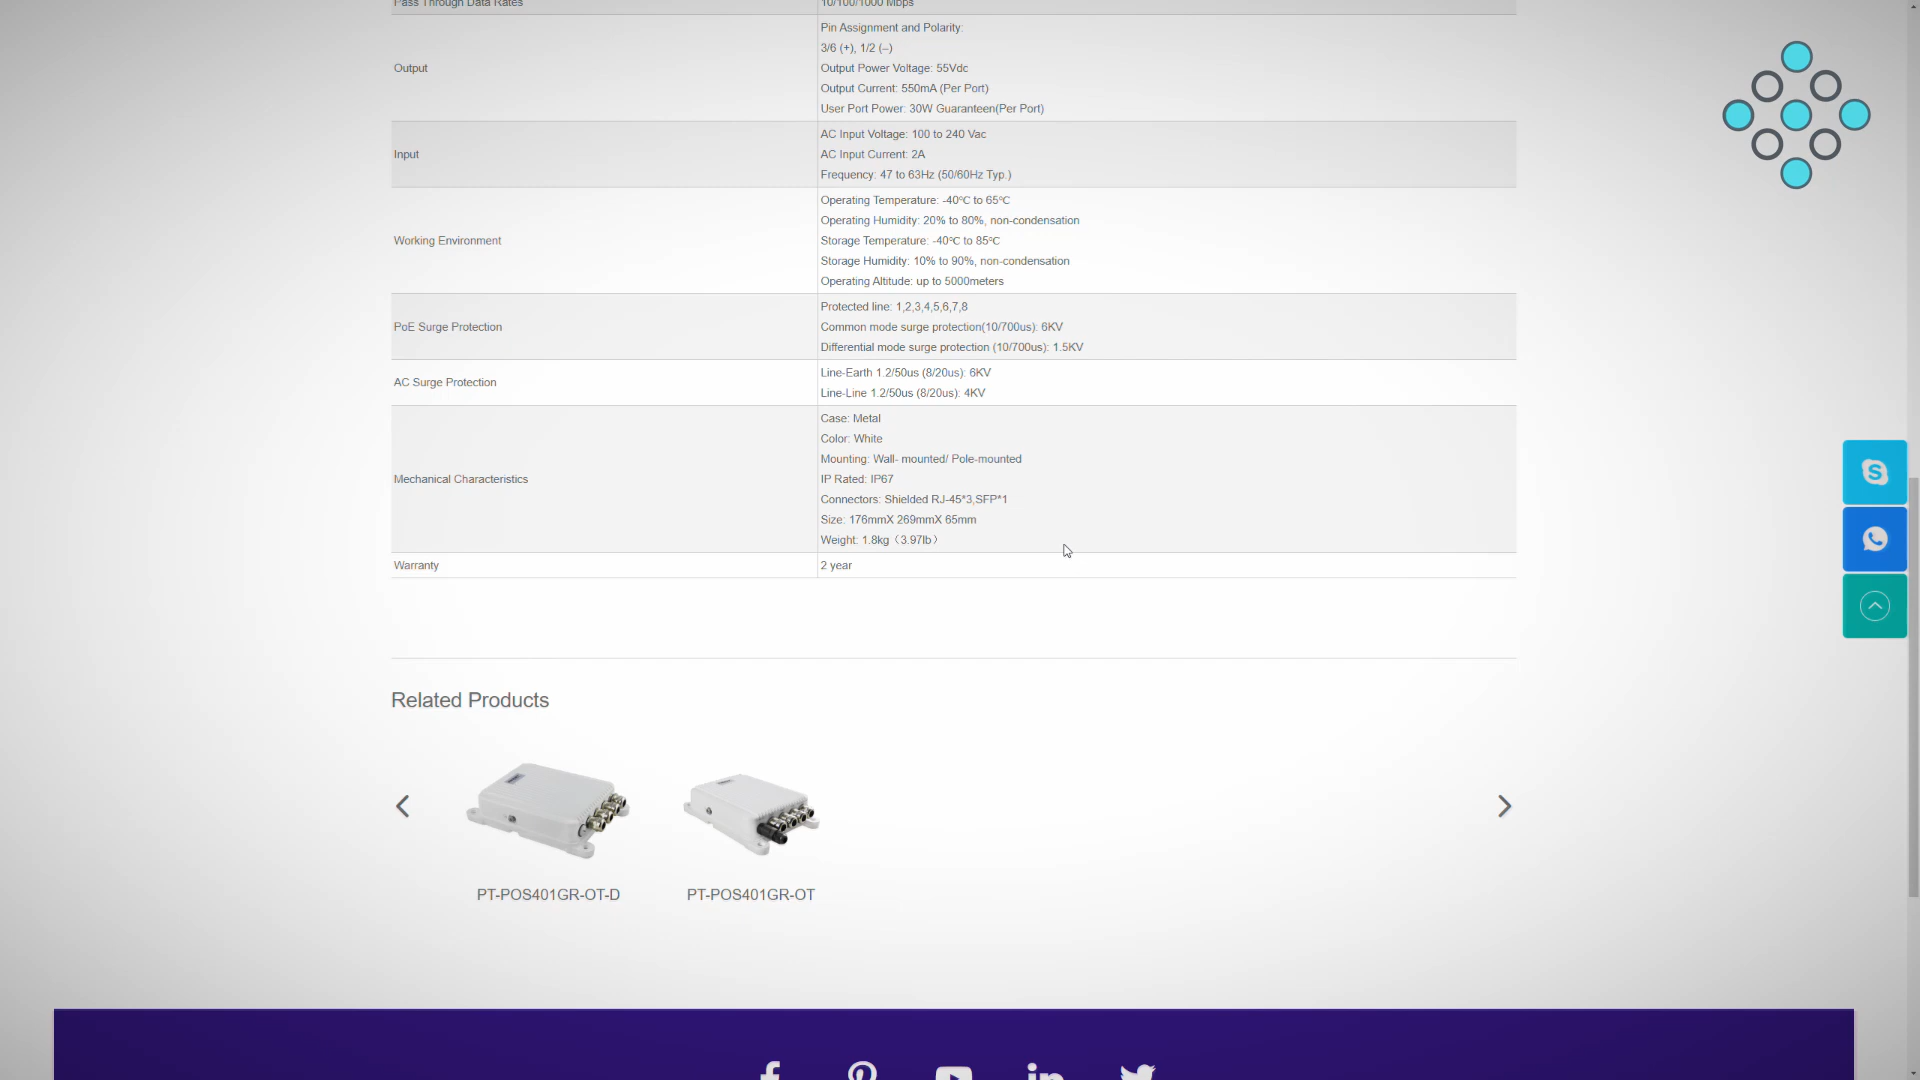 Pass Through Data Rates
10/100/1000 Mbps
Output
Pin Assignment and Polarity:
3/6 (+), 1/2 (–)
Output Power Voltage: 55Vdc
Output Current: 550mA (Per Port)
User Port Power: 30W Guaranteen(Per Port)
Input
AC Input Voltage: 100 to 240 Vac
AC Input Current: 2A
Frequency: 47 to 63Hz (50/60Hz Typ.)
Working Environment
Operating Temperature: -40℃ to 65℃
Operating Humidity: 20% to 80%, non-condensation
Storage Temperature: -40℃ to 85℃
Storage Humidity: 10% to 90%, non-condensation
Operating Altitude: up to 5000meters
PoE Surge Protection
Protected line: 1,2,3,4,5,6,7,8
Common mode surge protection(10/700us): 6KV
Differential mode surge protection (10/700us): 1.5KV
AC Surge Protection
Line-Earth 1.2/50us (8/20us): 6KV
Line-Line 1.2/50us (8/20us): 4KV
Mechanical Characteristics
Case: Metal
Color: White
Mounting: Wall- mounted/ Pole-mounted
IP Rated: IP67
Connectors: Shielded RJ-45*3,SFP*1
Size: 176mmX 269mmX 65mm
Weight: 1.8kg（3.97lb）
Warranty
2 year
Related Products
PT-POS401GR-OT-D
PT-POS401GR-OT